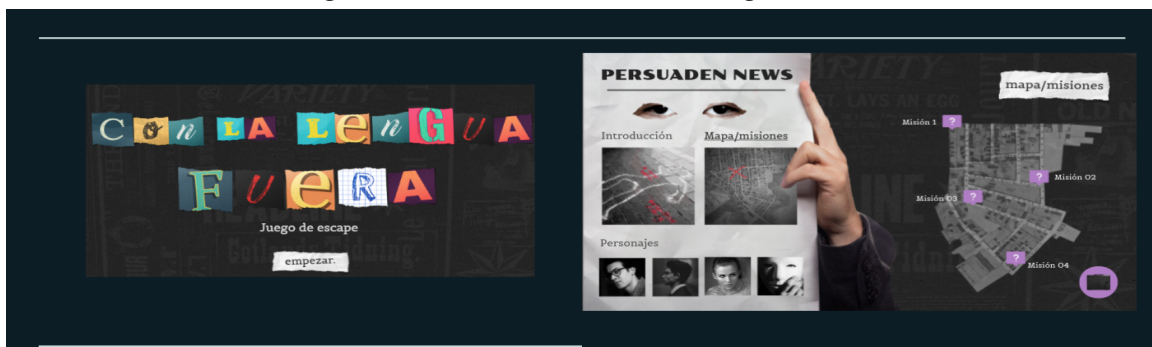 Con LA LenGUA
FUeRA
Juego de escape
empezar.
PERSUADEN NEWS
Introducción
Mapa/misiones
Personajes
VARIETY
mapa/misiones
Misión 1
?
?
Misión 02
Misión 03
?
?
Misión 04